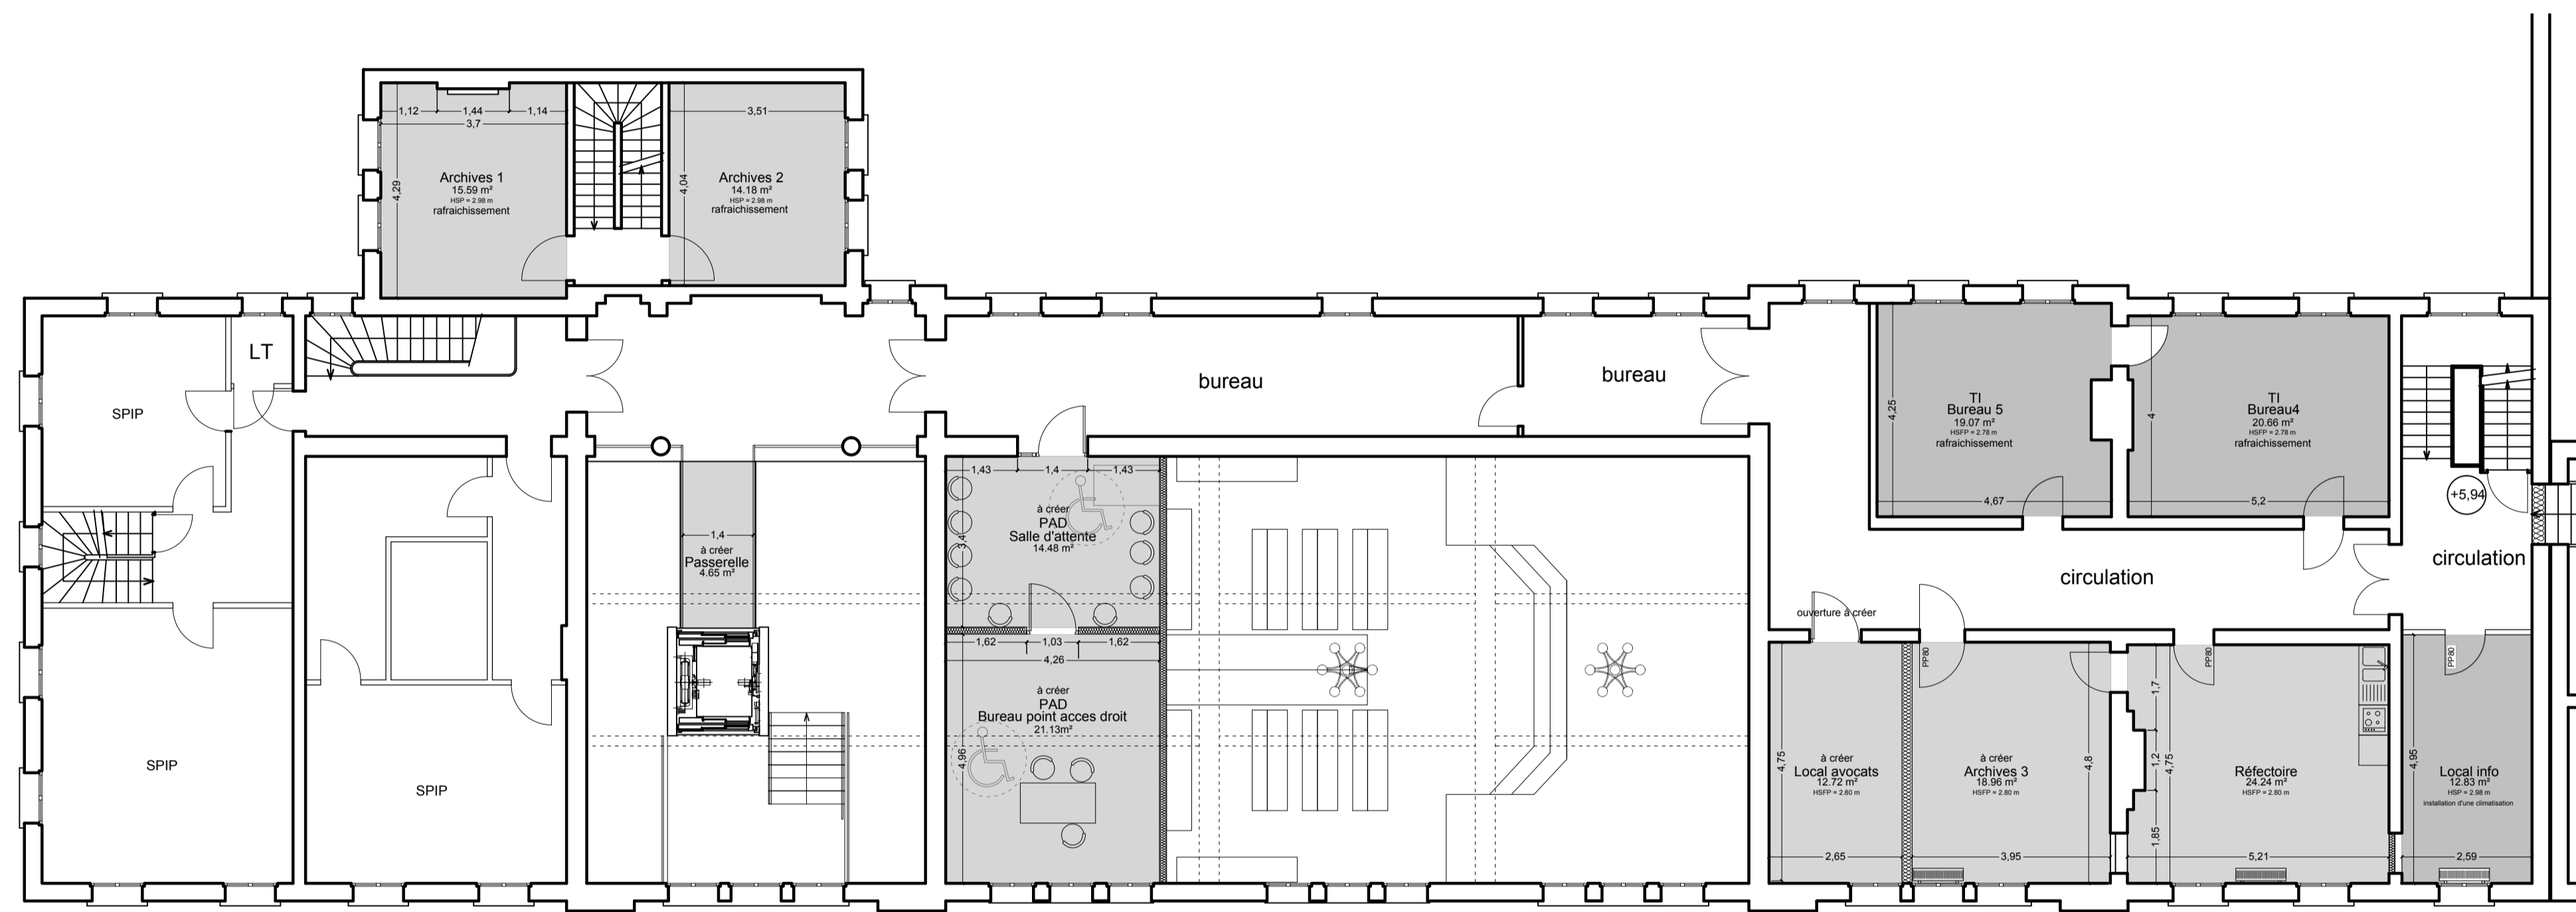 1,12
1,44
1,14
3,7
4,29
Archives 1
15.59 m²
HSP = 2.98 m
rafraichissement
3,51
4,04
Archives 2
14.18 m²
HSP = 2.98 m
rafraichissement
LT
SPIP
SPIP
SPIP
1,4
à créer
Passerelle
4.65 m²
bureau
bureau
1,43
1,4
1,43
3,4
à créer
PAD
Salle d'attente
14.48 m²
1,62
1,03
1,62
4,26
4,96
à créer
PAD
Bureau point acces droit
21.13m²
4,25
TI
Bureau 5
19.07 m²
HSFP = 2.78 m
rafraichissement
4,67
4
TI
Bureau4
20.66 m²
HSFP = 2.78 m
rafraichissement
5,2
+5,94
circulation
circulation
ouverture à créer
4,75
à créer
Local avocats
12.72 m²
HSFP = 2.80 m
2,65
PP80
à créer
Archives 3
18.96 m²
HSFP = 2.80 m
4,8
3,95
PP80
1,7
1,2
4,75
1,85
Réfectoire
24.24 m²
HSFP = 2.80 m
5,21
PP80
4,95
Local info
12.83 m²
HSP = 2.98 m
installation d'une climatisation
2,59